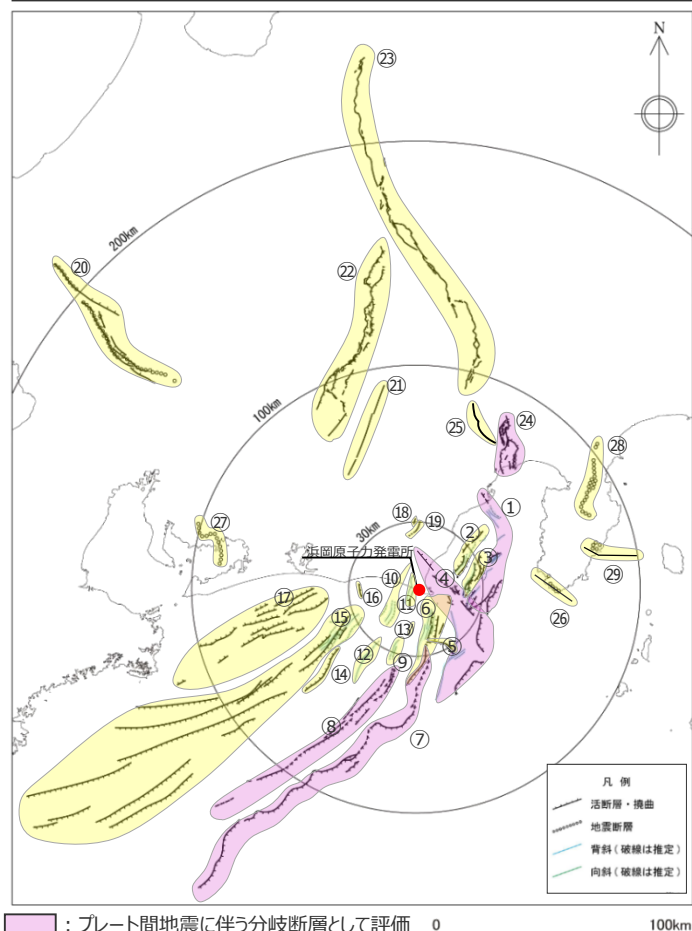 N
㉓
200km
⑳
㉒
㉑
100km
㉔
㉕
㉘
①
⑱
⑲
㉗
30km
②
浜岡原子力発電所
③
㉙
④
⑩
⑯
⑪
㉖
⑰
⑥
⑮
⑬
⑤
⑫
⑨
⑭
⑧
⑦
凡 例
活断層・撓曲
地震断層
背斜(破線は推定)
向斜(破線は推定)
:プレート間地震に伴う分岐断層として評価
0
100km